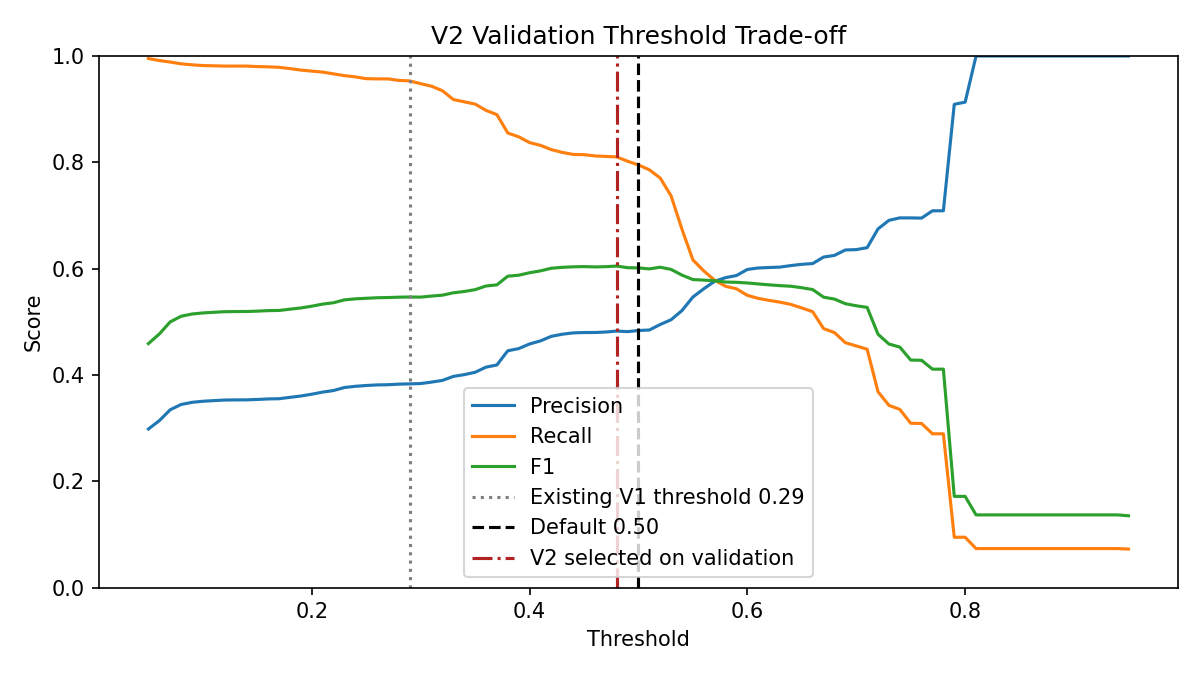 V2 Validation Threshold Trade-off
1.0
0.8
0.6
0.4
0.2
0.0
Score
Precision
Recall
F1
Existing V1 threshold 0.29
Default 0.50
V2 selected on validation
0.2 0.4 0.6 0.8
Threshold